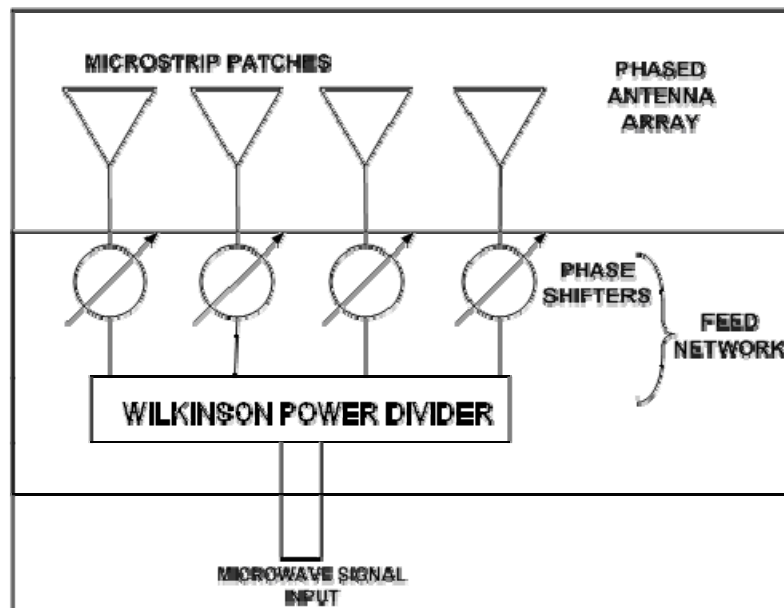 MICROSTRIP PATCHES
PHASED
ANTENNA
ARRAY
PHASE
SHIFTERS
FEED
NETWORK
WILKINSON POWER DIVIDER
MICROWAVE SIGNAL
INPUT